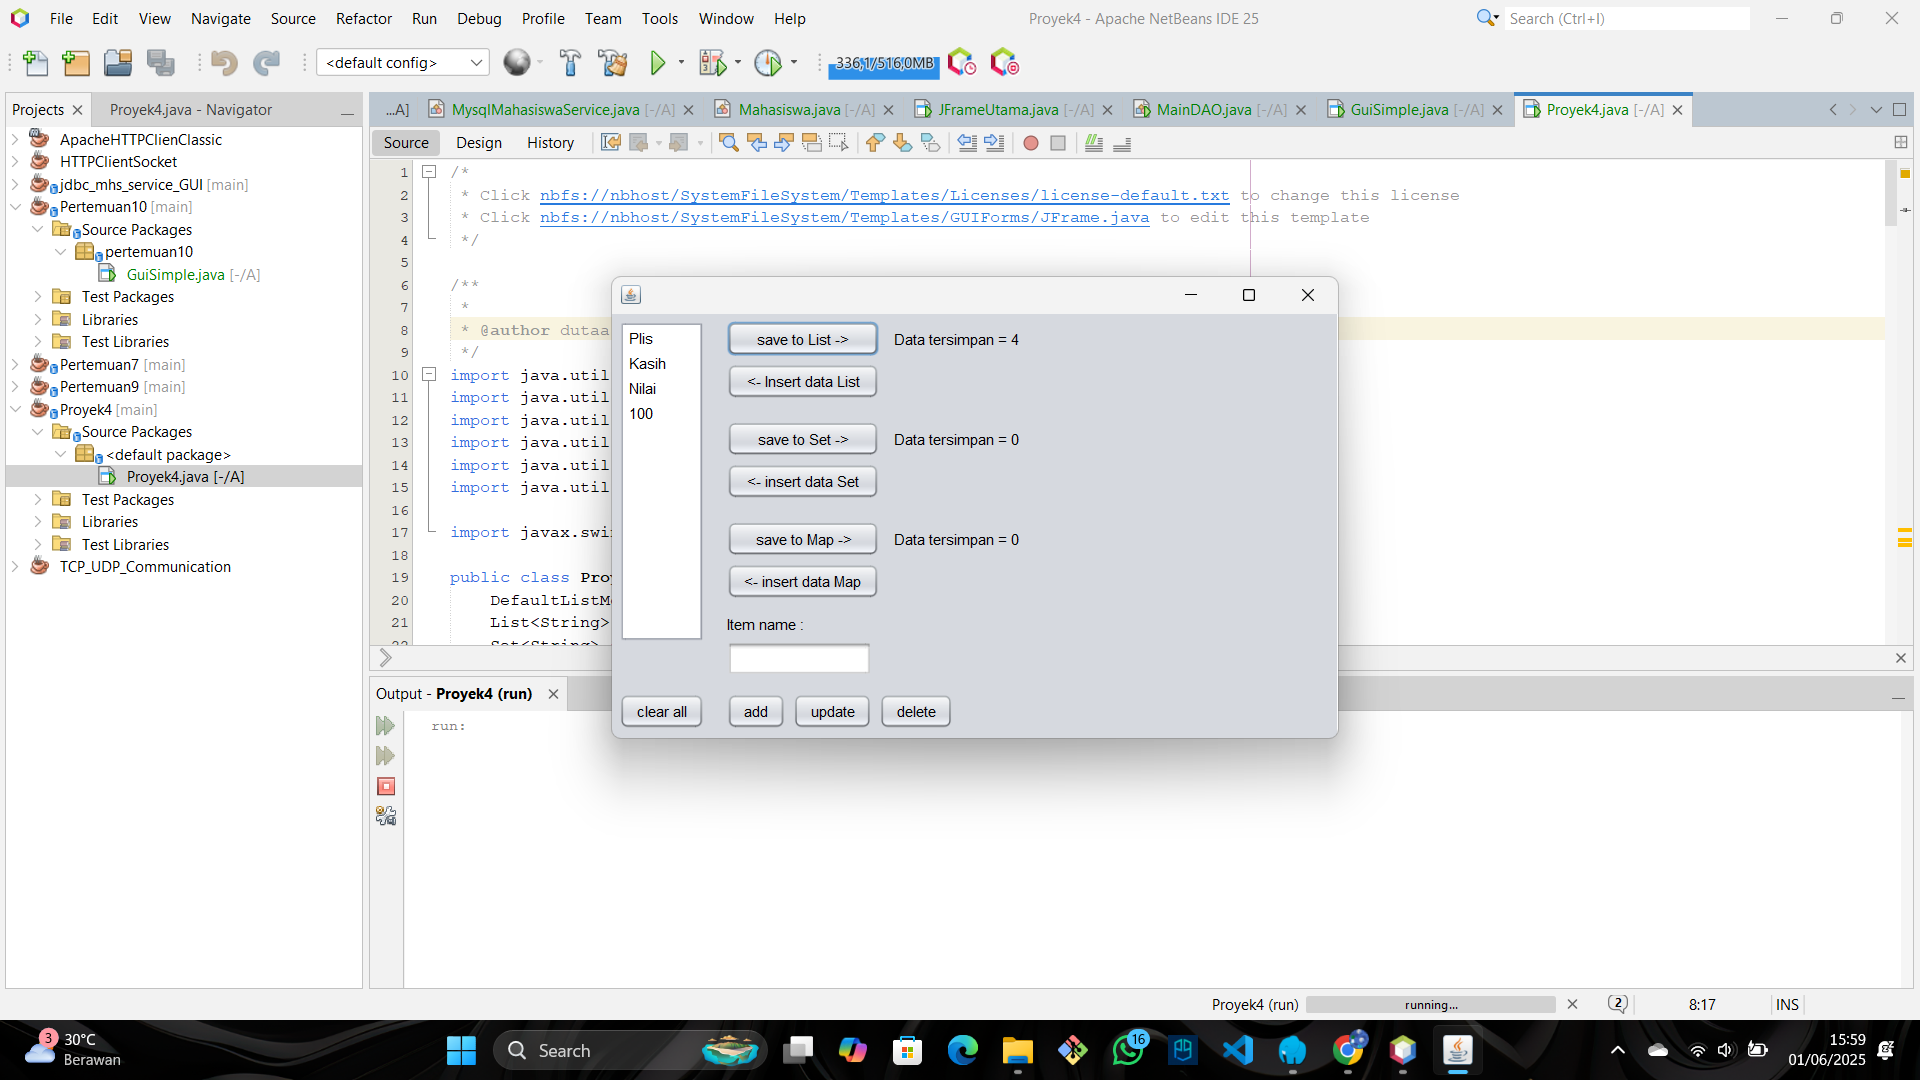 File Edit View Navigate Source Refactor Run Debug Profile Team Tools Window Help
Proyek4 - Apache NetBeans IDE 25
Search (Ctrl+I)
<default config>
336,1/516,0MB
Projects
Proyek4.java - Navigator
...A]
MysqlMahasiswaService.java [-/A]
Mahasiswa.java [-/A]
JFrameUtama.java [-/A]
MainDAO.java [-/A]
GuiSimple.java [-/A]
Proyek4.java [-/A]
Source Design History
ApacheHTTPClienClassic
HTTPClientSocket
jdbc_mhs_service_GUI [main]
Pertemuan10 [main]
Source Packages
pertemuan10
GuiSimple.java [-/A]
Test Packages
Libraries
Test Libraries
Pertemuan7 [main]
Pertemuan9 [main]
Proyek4 [main]
Source Packages
<default package>
Proyek4.java [-/A]
Test Packages
Libraries
Test Libraries
TCP_UDP_Communication
1 /*
2 * Click nbfs://nbhost/SystemFileSystem/Templates/Licenses/license-default.txt to change this license
3 * Click nbfs://nbhost/SystemFileSystem/Templates/GUIForms/JFrame.java to edit this template
4 */
5
6 /**
7 *
8 * @author dutaa
9 */
10 import java.util
11 import java.util
12 import java.util
13 import java.util
14 import java.util
15 import java.util
16
17 import javax.swi
18
19 public class Pro
20 DefaultListM
21 List<String>
22 Set<String>
Plis
Kasih
Nilai
100
save to List -> Data tersimpan = 4
<- Insert data List
save to Set -> Data tersimpan = 0
<- insert data Set
save to Map -> Data tersimpan = 0
<- insert data Map
Item name :
clear all add update delete
Output - Proyek4 (run)
run:
Proyek4 (run) running... 2 8:17 INS
3
30°C
Berawan
Search
16
15:59
01/06/2025